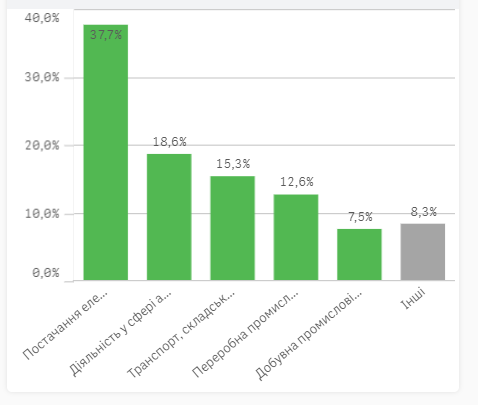 40,0%
30,0%
20,0%
10,0%
0,0%
37,7%
18,6%
15,3%
12,6%
7,5%
8,3%
Постачання еле...
Діяльність у сфері а...
Транспорт, складськ...
Переробна промисл...
Добувна промислові...
Інші